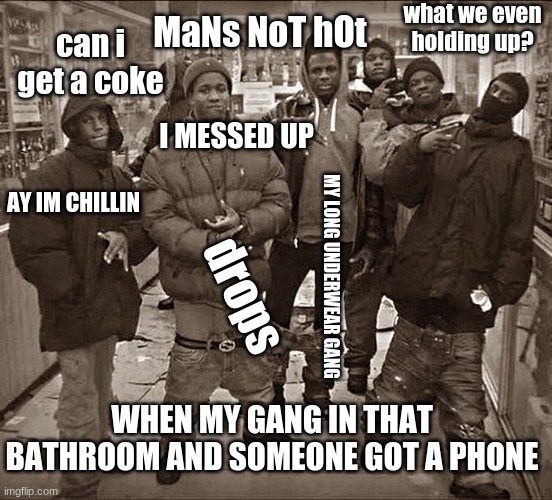 what we even
holding up?
MaNs NoT hOt
can i
get a coke
I MESSED UP
AY IM CHILLIN
MY LONG UNDERWEAR GANG
drops
WHEN MY GANG IN THAT
BATHROOM AND SOMEONE GOT A PHONE
imgflip.com